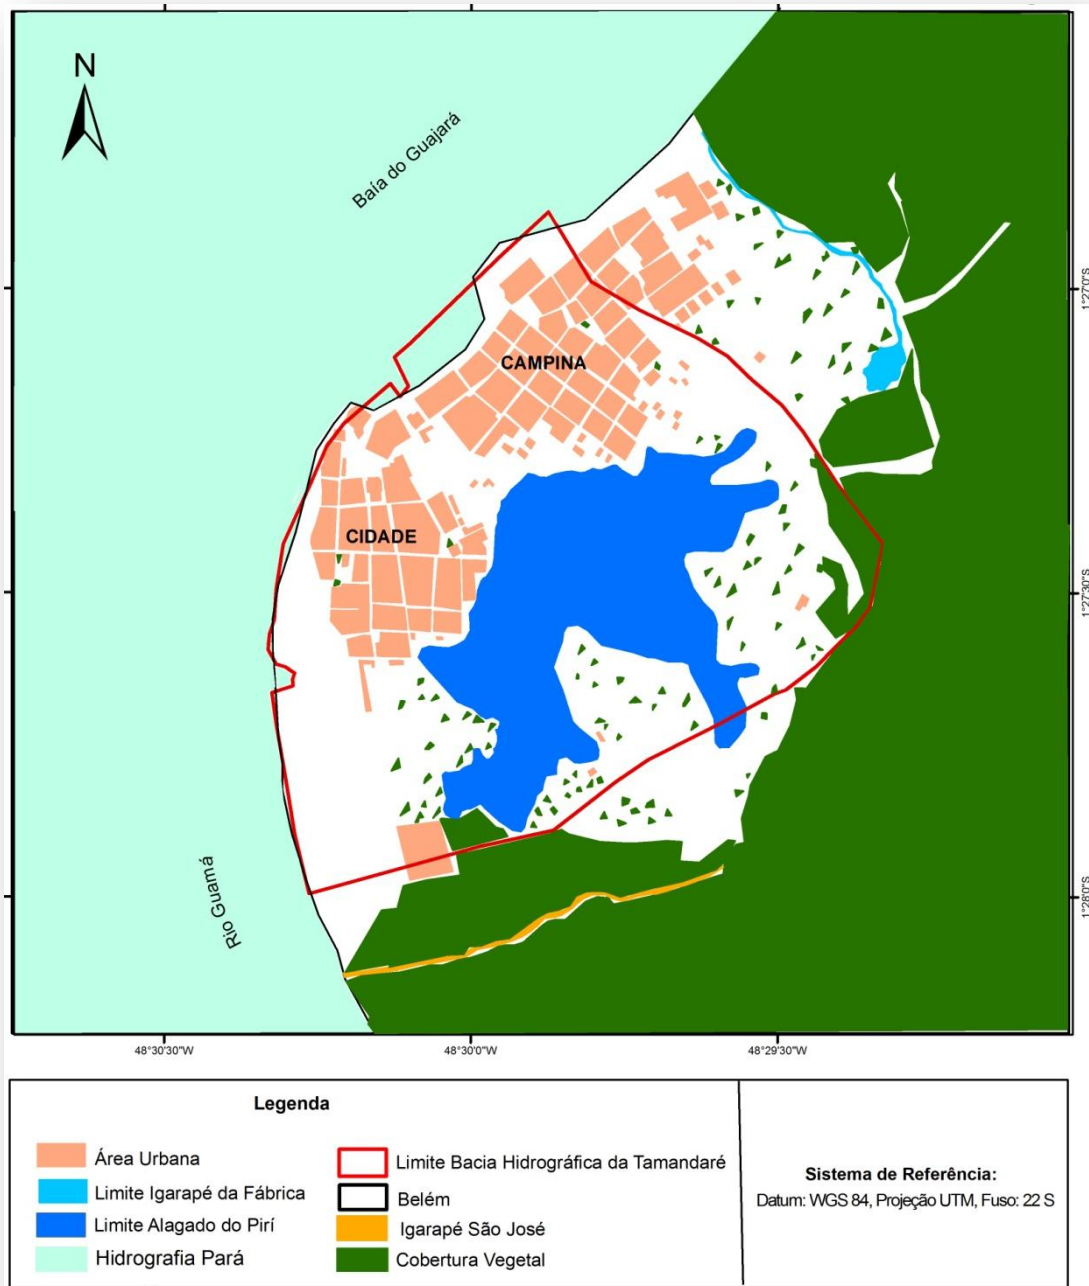 N
Baía do Guajará
CAMPINA
CIDADE
Rio Guamá
1°27'0"S
1°27'30"S
1°28'0"S
48°30'30"W
48°30'0"W
48°29'30"W
Legenda
Área Urbana
Limite Igarapé da Fábrica
Limite Alagado do Pirí
Hidrografia Pará
Limite Bacia Hidrográfica da Tamandaré
Belém
Igarapé São José
Cobertura Vegetal
Sistema de Referência:
Datum: WGS 84, Projeção UTM, Fuso: 22 S